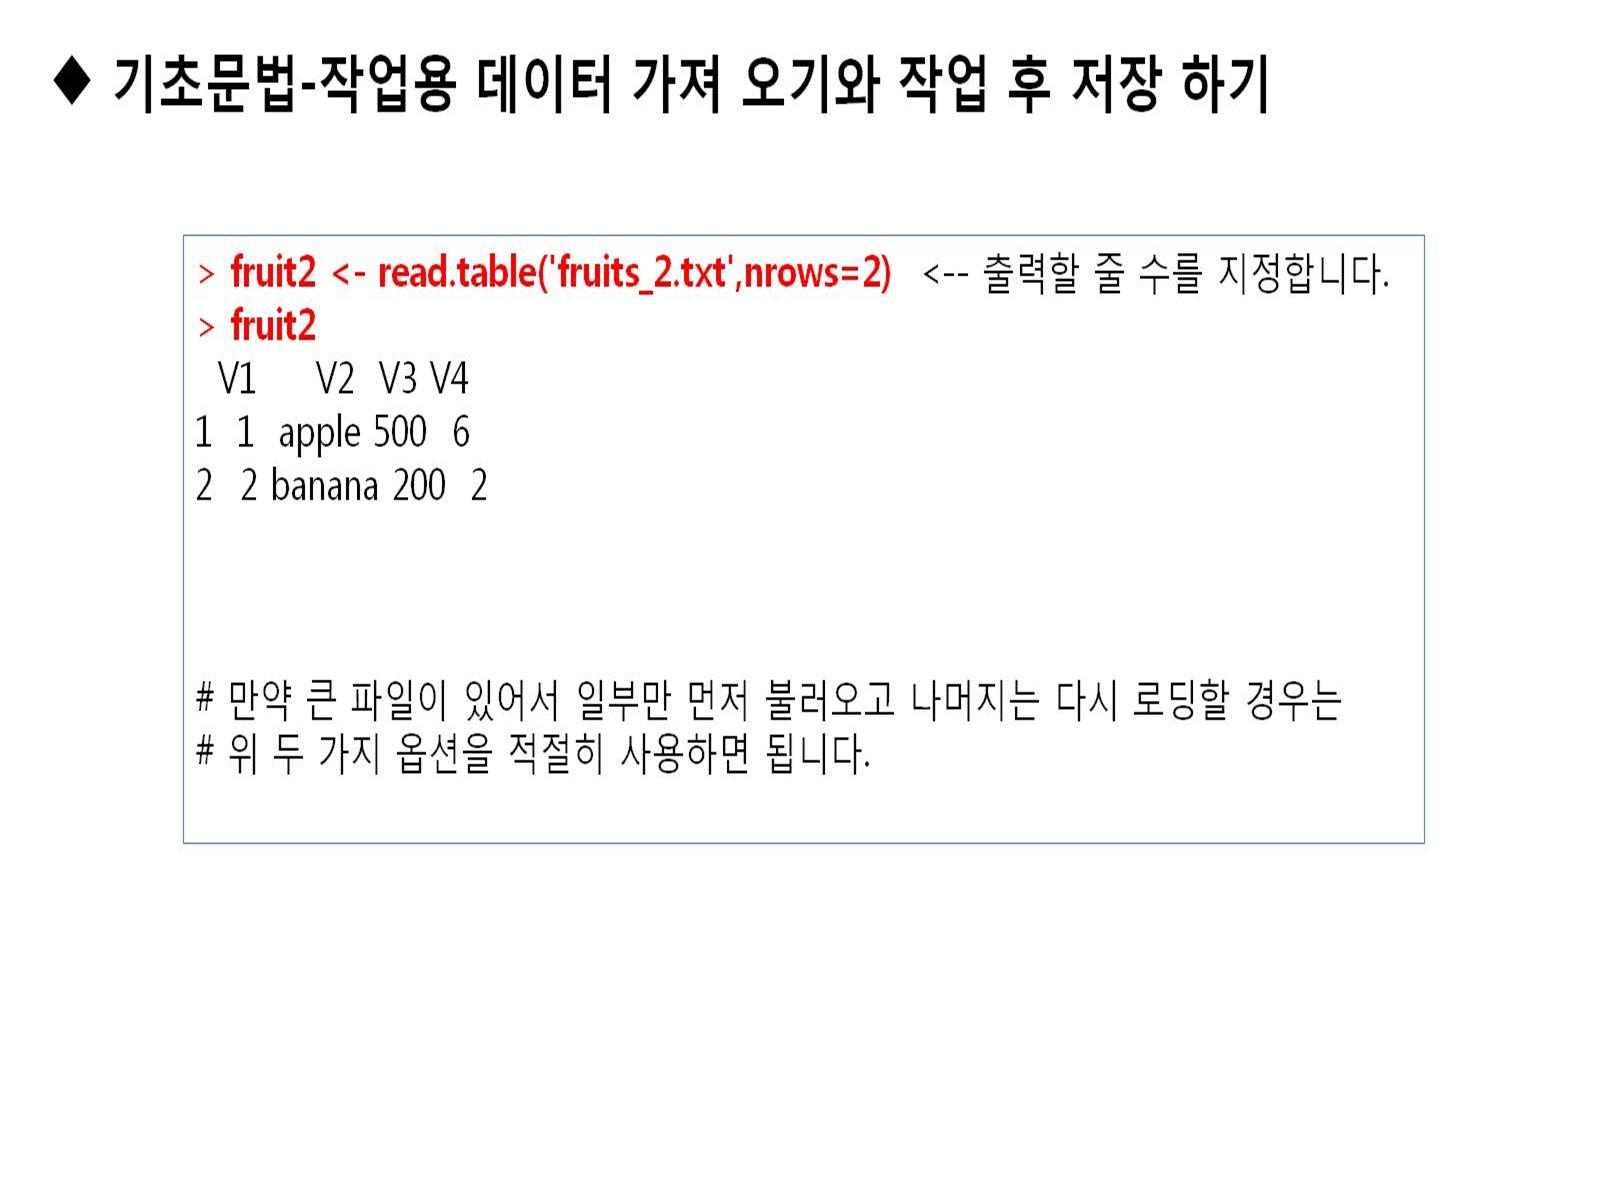 ◆ 기초문법-작업용 데이터 가져 오기와 작업 후 저장 하기
> fruit2 <- read.table('fruits_2.txt',nrows=2) <-- 출력할 줄 수를 지정합니다.
> fruit2
V1 V2 V3 V4
1 1 apple 500 6
2 2 banana 200 2
# 만약 큰 파일이 있어서 일부만 먼저 불러오고 나머지는 다시 로딩할 경우는
# 위 두 가지 옵션을 적절히 사용하면 됩니다.